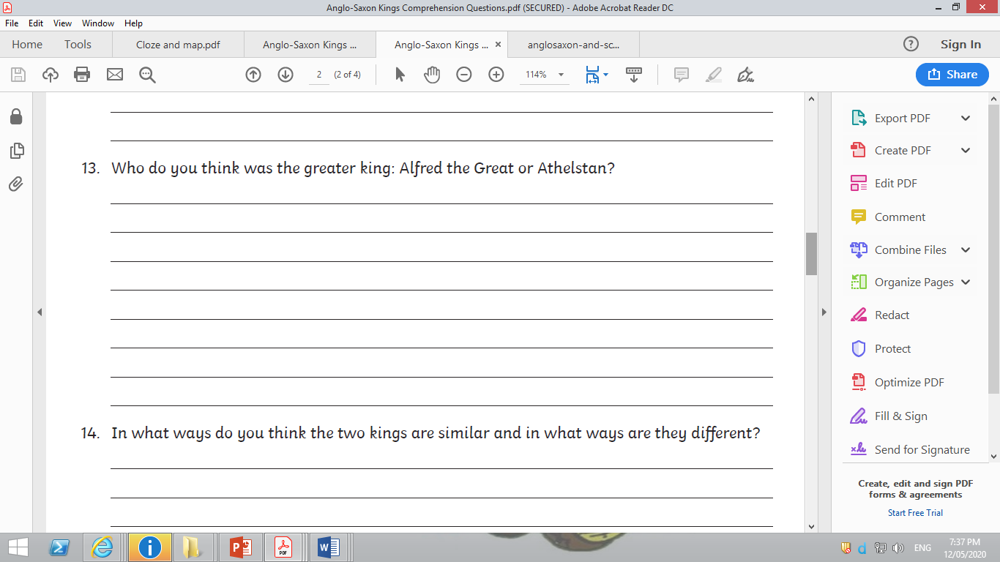 Anglo-Saxon Kings Comprehension Questions.pdf (SECURED) - Adobe Acrobat Reader DC
File Edit View Window Help
Home Tools Cloze and map.pdf Anglo-Saxon Kings ... Anglo-Saxon Kings ... × anglosaxon-and-sc... ? Sign In
2 (2 of 4) 114% Share
13. Who do you think was the greater king: Alfred the Great or Athelstan?
14. In what ways do you think the two kings are similar and in what ways are they different?
Export PDF
Create PDF
Edit PDF
Comment
Combine Files
Organize Pages
Redact
Protect
Optimize PDF
Fill & Sign
Send for Signature
Create, edit and sign PDF
forms & agreements
Start Free Trial
PDF
ENG
7:37 PM
12/05/2020